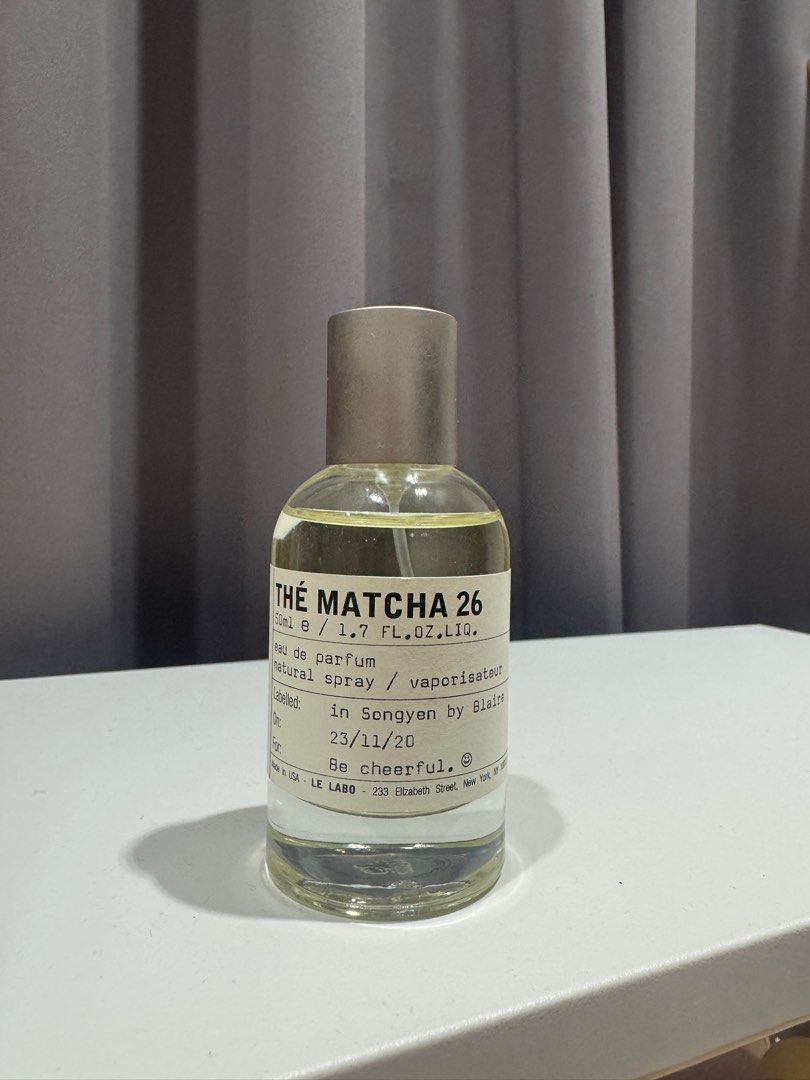 THÉ MATCHA 26
50ml e / 1.7 FL.OZ.LIQ.
eau de parfum
natural spray / vaporisateur
Labelled: in Songyen by Blaire
On: 23/11/20
For: Be cheerful. ☺
Made in USA - LE LABO - 233 Elizabeth Street, New York, NY